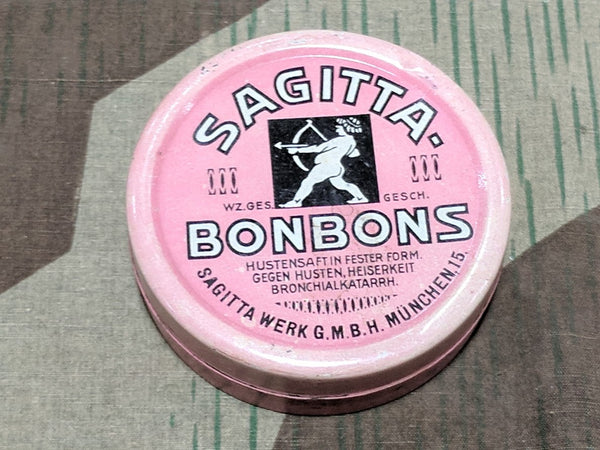 SAGITTA-
WZ.GES. GESCH.
BONBONS
HUSTENSAFT IN FESTER FORM.
GEGEN HUSTEN, HEISERKEIT
BRONCHIALKATARRH.
SAGITTA WERK G.M.B.H. MÜNCHEN, 15.